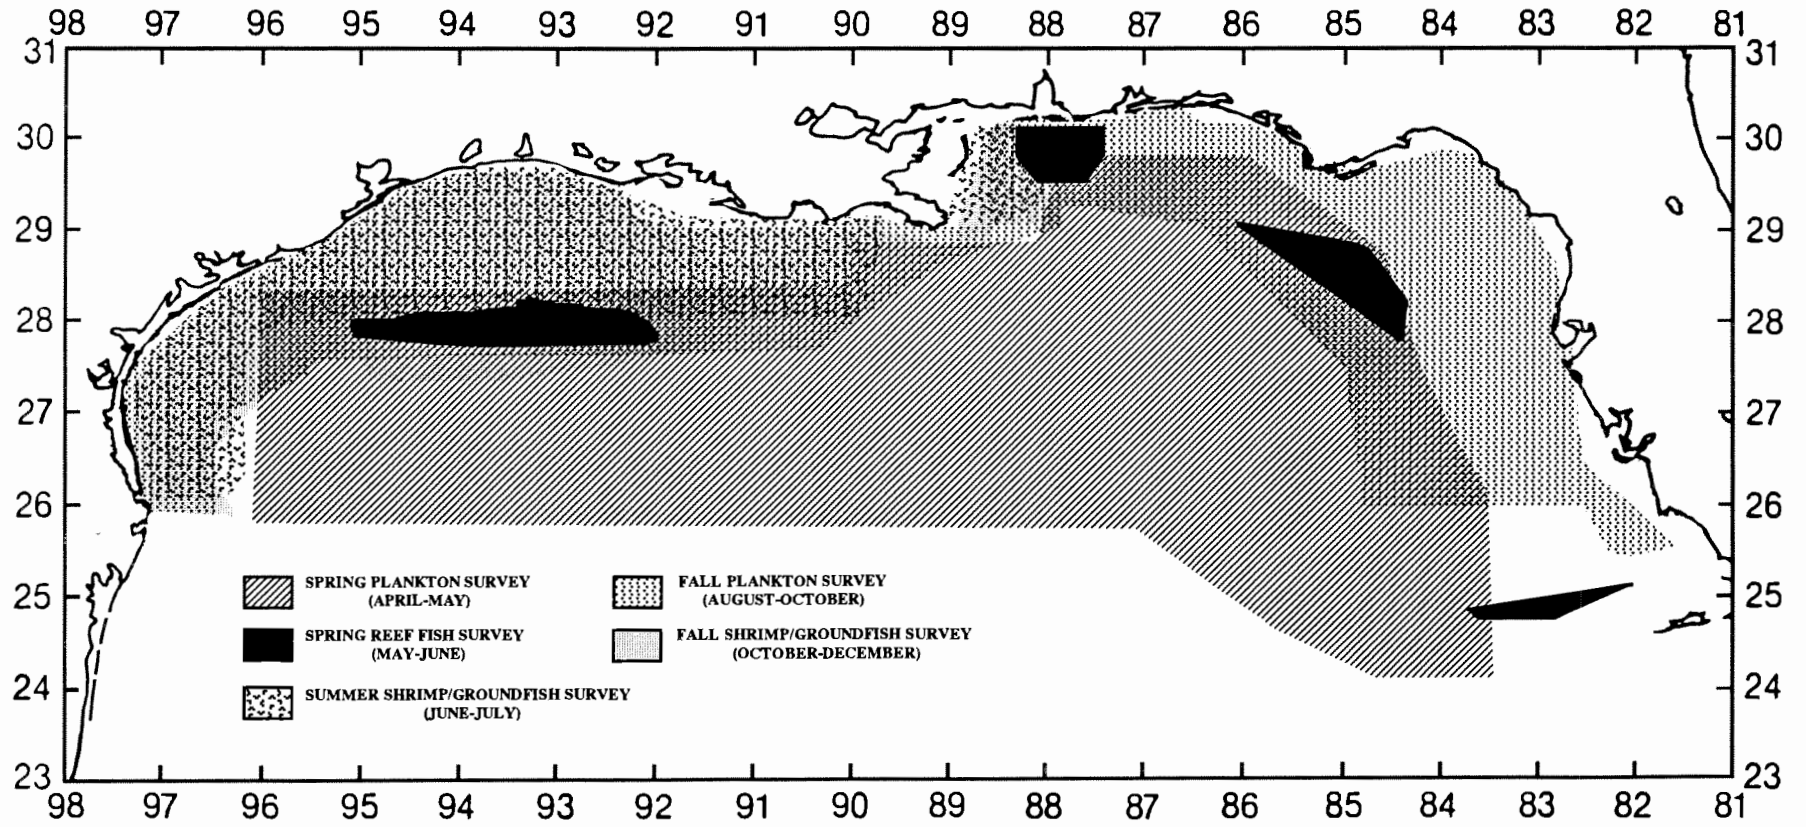 98 97 96 95 94 93 92 91 90 89 88 87 86 85 84 83 82 81
31 31
30 30
29 29
28 28
27 27
26 26
25 25
24 24
23 23
SPRING PLANKTON SURVEY
(APRIL-MAY)
SPRING REEF FISH SURVEY
(MAY-JUNE)
SUMMER SHRIMP/GROUNDFISH SURVEY
(JUNE-JULY)
FALL PLANKTON SURVEY
(AUGUST-OCTOBER)
FALL SHRIMP/GROUNDFISH SURVEY
(OCTOBER-DECEMBER)
98 97 96 95 94 93 92 91 90 89 88 87 86 85 84 83 82 81